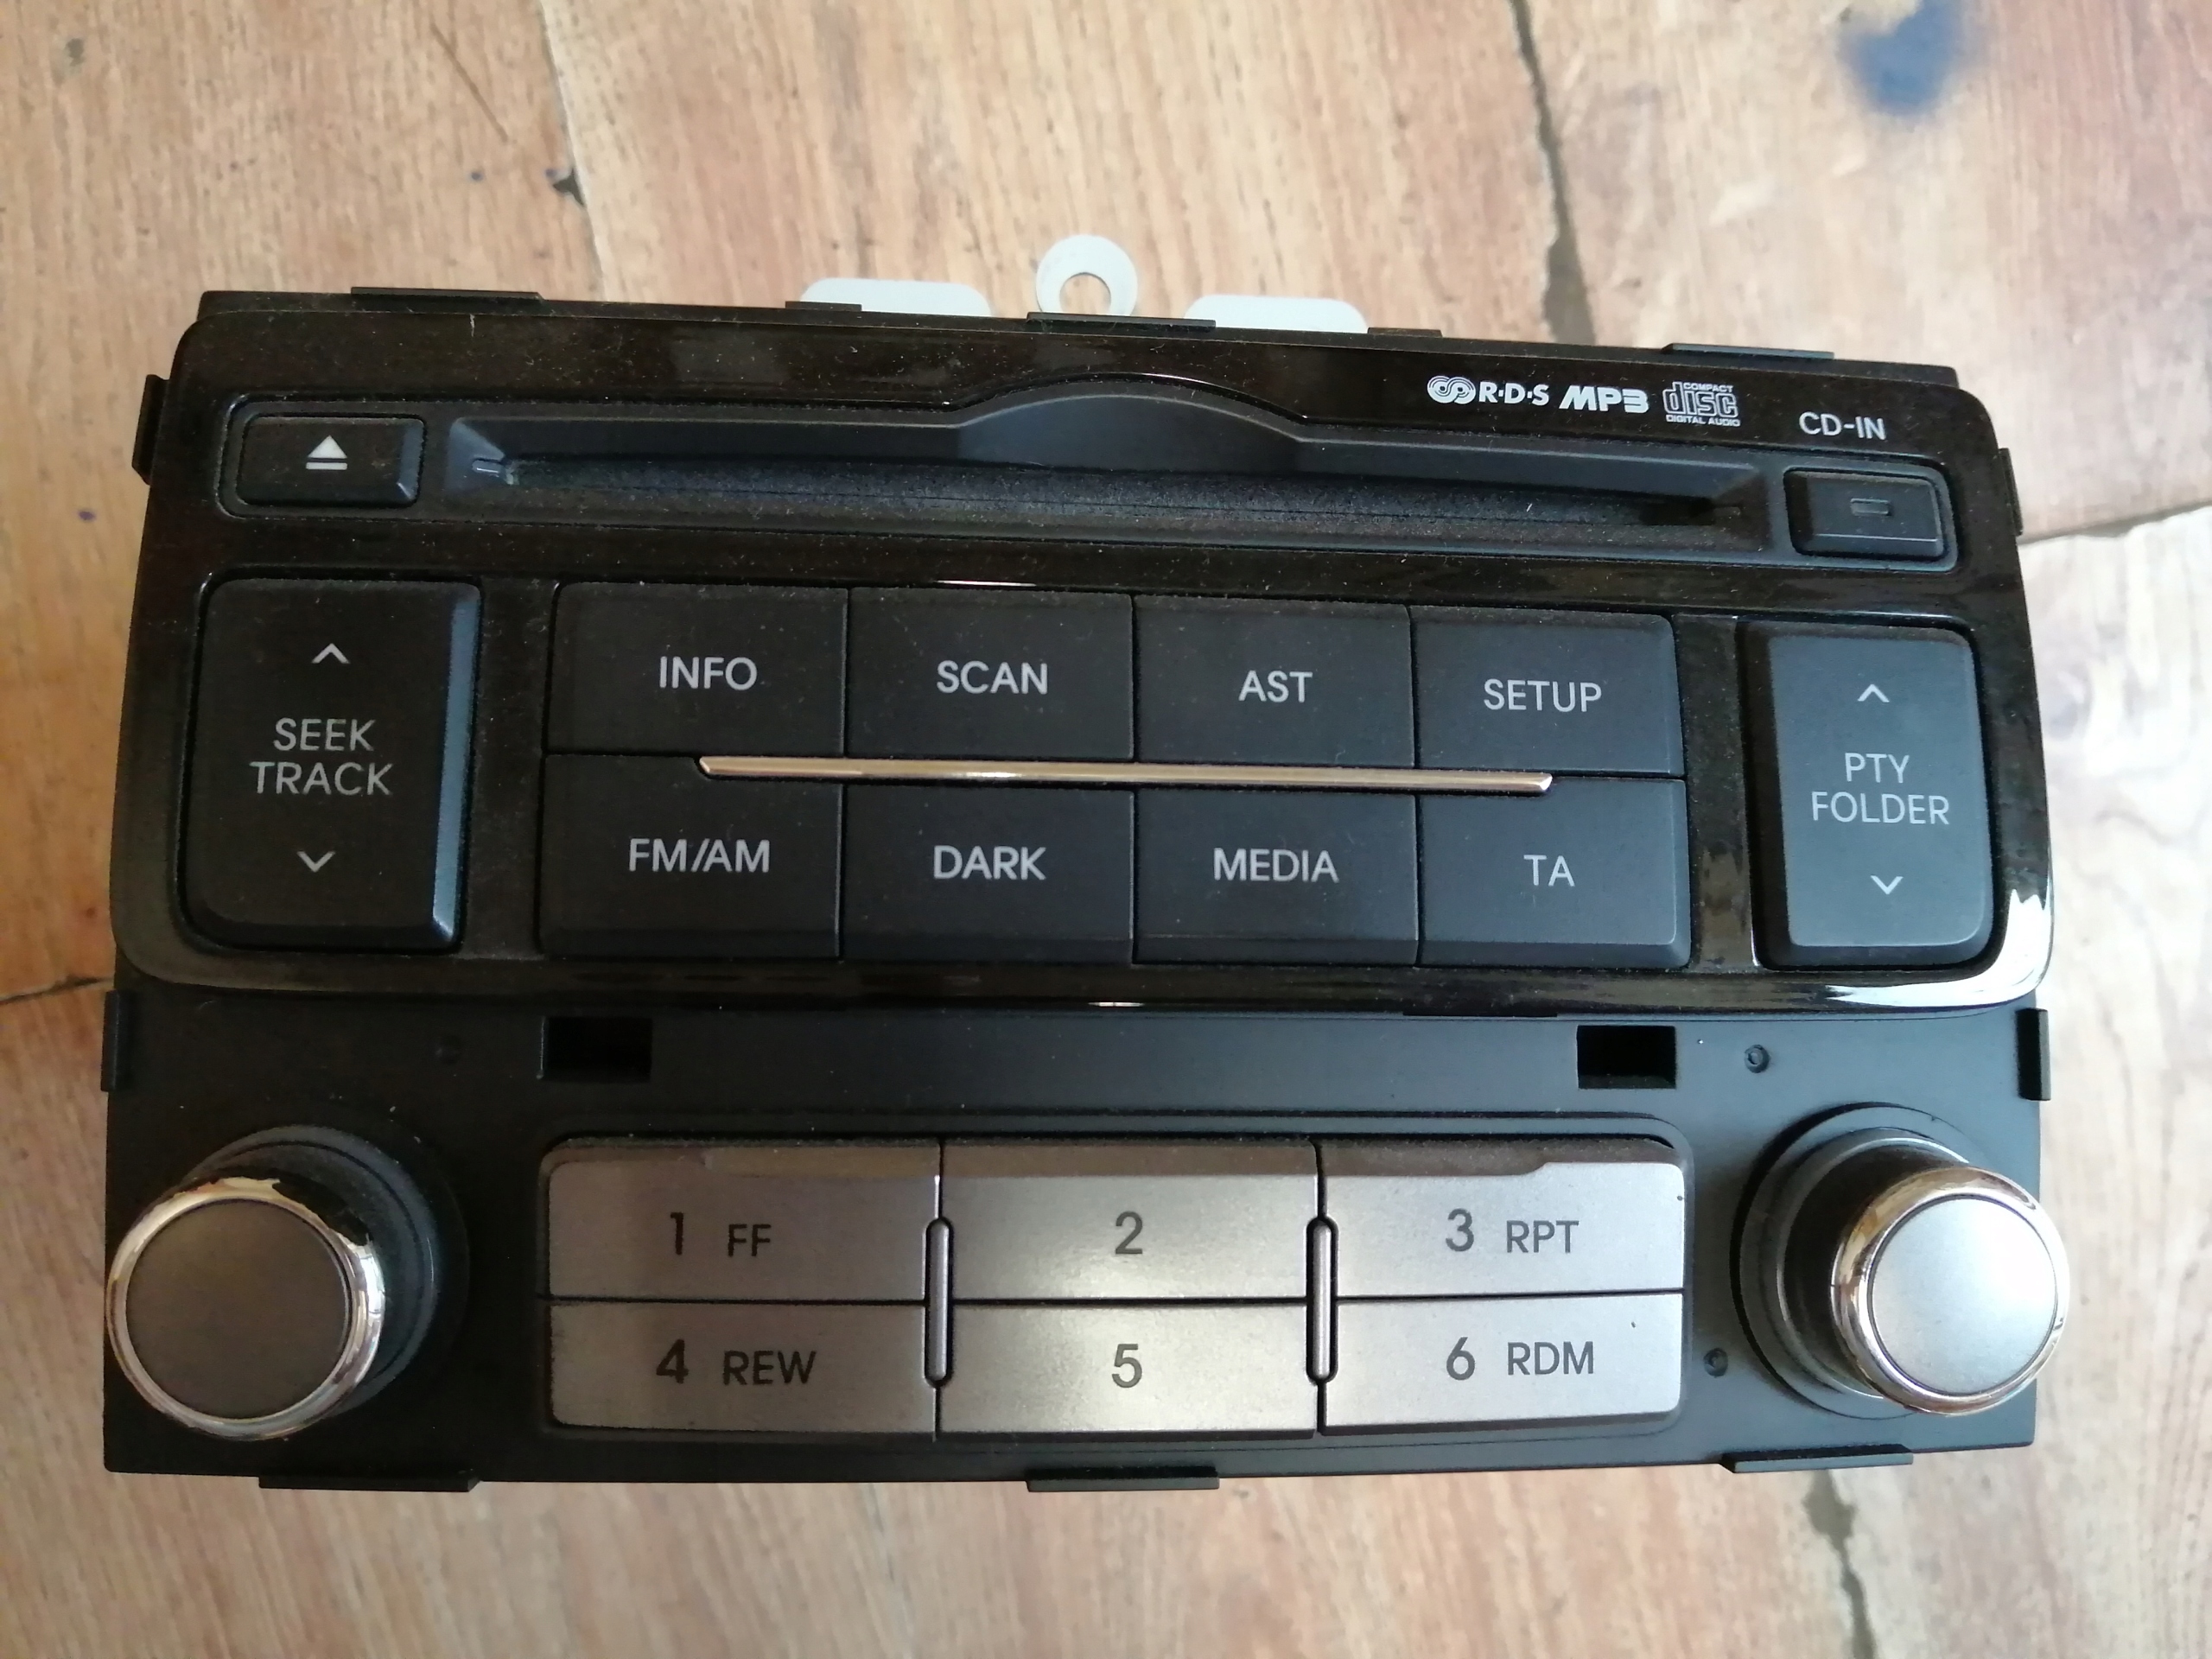 R·D·S MP3 COMPACT disc DIGITAL AUDIO
CD-IN
SEEK
TRACK
INFO SCAN AST SETUP
FM/AM DARK MEDIA TA
PTY
FOLDER
1 FF 2 3 RPT
4 REW 5 6 RDM